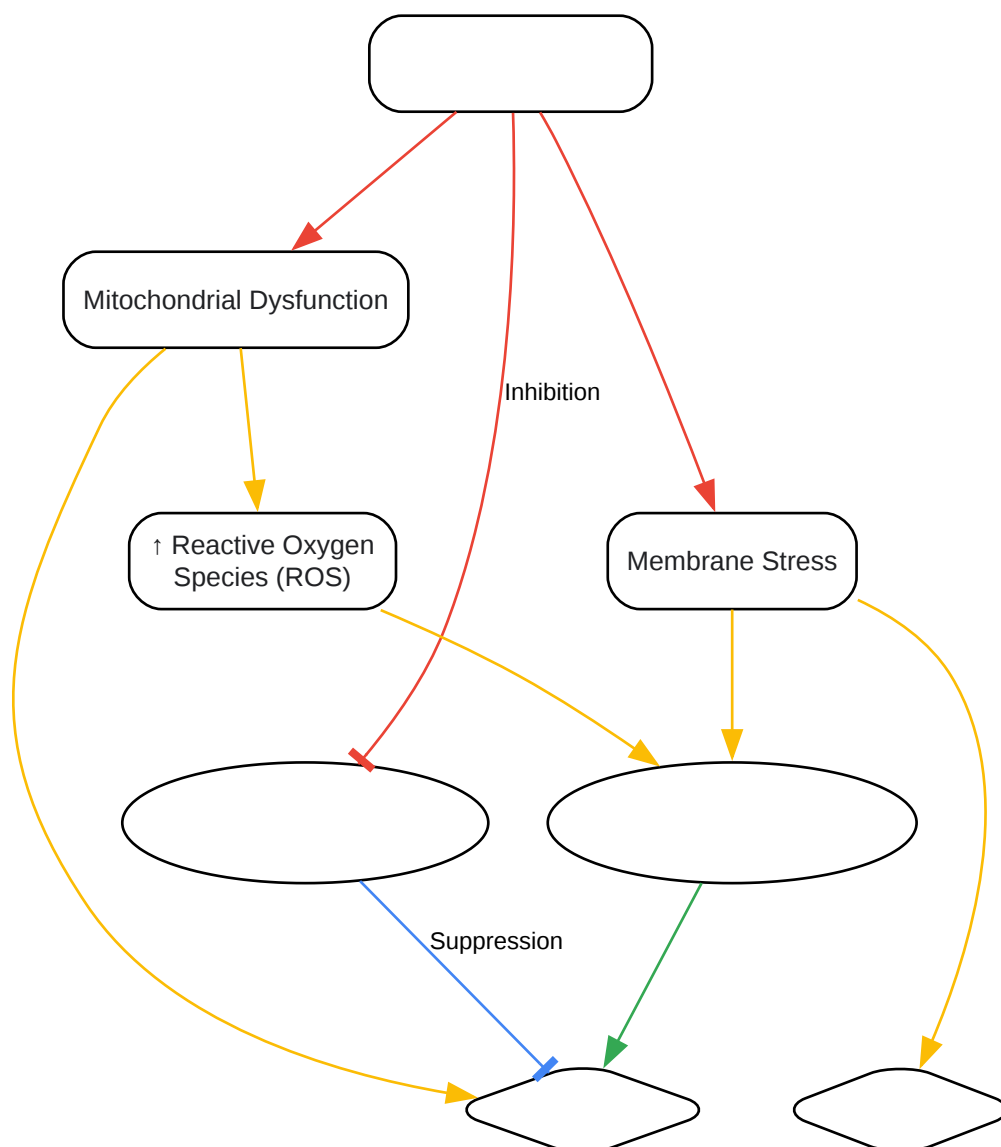 Mitochondrial Dysfunction
Inhibition
↑ Reactive Oxygen
Species (ROS)
Membrane Stress
Suppression